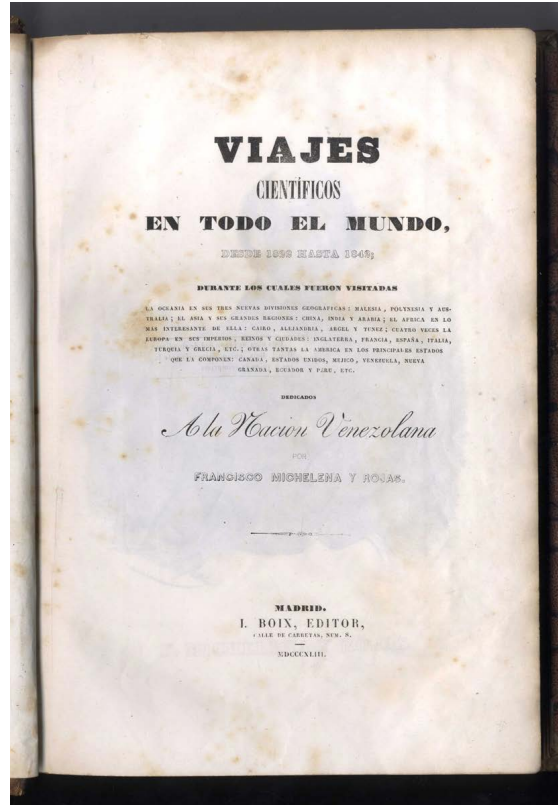 VIAJES
CIENTÍFICOS
EN TODO EL MUNDO,
DESDE 1822 HASTA 1842;
DURANTE LOS CUALES FUERON VISITADAS
LA OCEANIA EN SUS TRES NUEVAS DIVISIONES GEOGRAFICAS: MALESIA, POLYNESIA Y AUS-
TRALIA; EL ASIA Y SUS GRANDES REGIONES: CHINA, INDIA Y ARABIA; EL AFRICA EN LO
MAS INTERESANTE DE ELLA: CAIRO, ALEJANDRIA, ARGEL Y TUNEZ; CUATRO VECES LA
EUROPA EN SUS IMPERIOS, REINOS Y CIUDADES: INGLATERRA, FRANCIA, ESPAÑA, ITALIA,
TURQUIA Y GRECIA, ETC.; OTRAS TANTAS LA AMERICA EN LOS PRINCIPALES ESTADOS
QUE LA COMPONEN: CANADA, ESTADOS UNIDOS, MEJICO, VENEZUELA, NUEVA
GRANADA, ECUADOR Y PERU, ETC.
DEDICADOS
A la Nacion Venezolana
POR
FRANCISCO MICHELENA Y ROJAS.
MADRID.
I. BOIX, EDITOR,
CALLE DE CARRETAS, NUM. 8.
MDCCCXLIII.